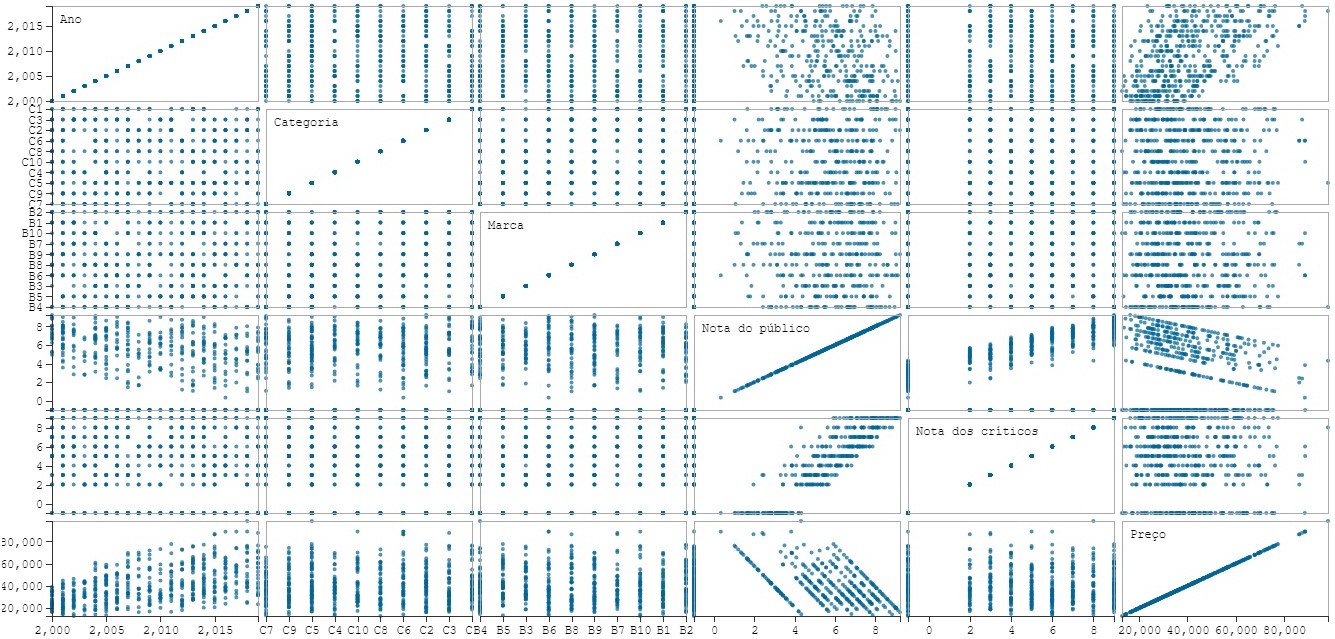 Ano
2,015
2,010
2,005
2,000
Categoria
C1
C3
C2
C6
C8
C10
C4
C5
C9
C7
Marca
B2
B1
B10
B7
B9
B8
B6
B3
B5
B4
Nota do público
8
6
4
2
0
Nota dos críticos
8
6
4
2
0
Preço
80,000
60,000
40,000
20,000
2,000 2,005 2,010 2,015 C7 C9 C5 C4 C10 C8 C6 C2 C3 B4 B5 B3 B6 B8 B9 B7 B10 B1 B2 0 2 4 6 8 0 2 4 6 8 20,000 40,000 60,000 80,000